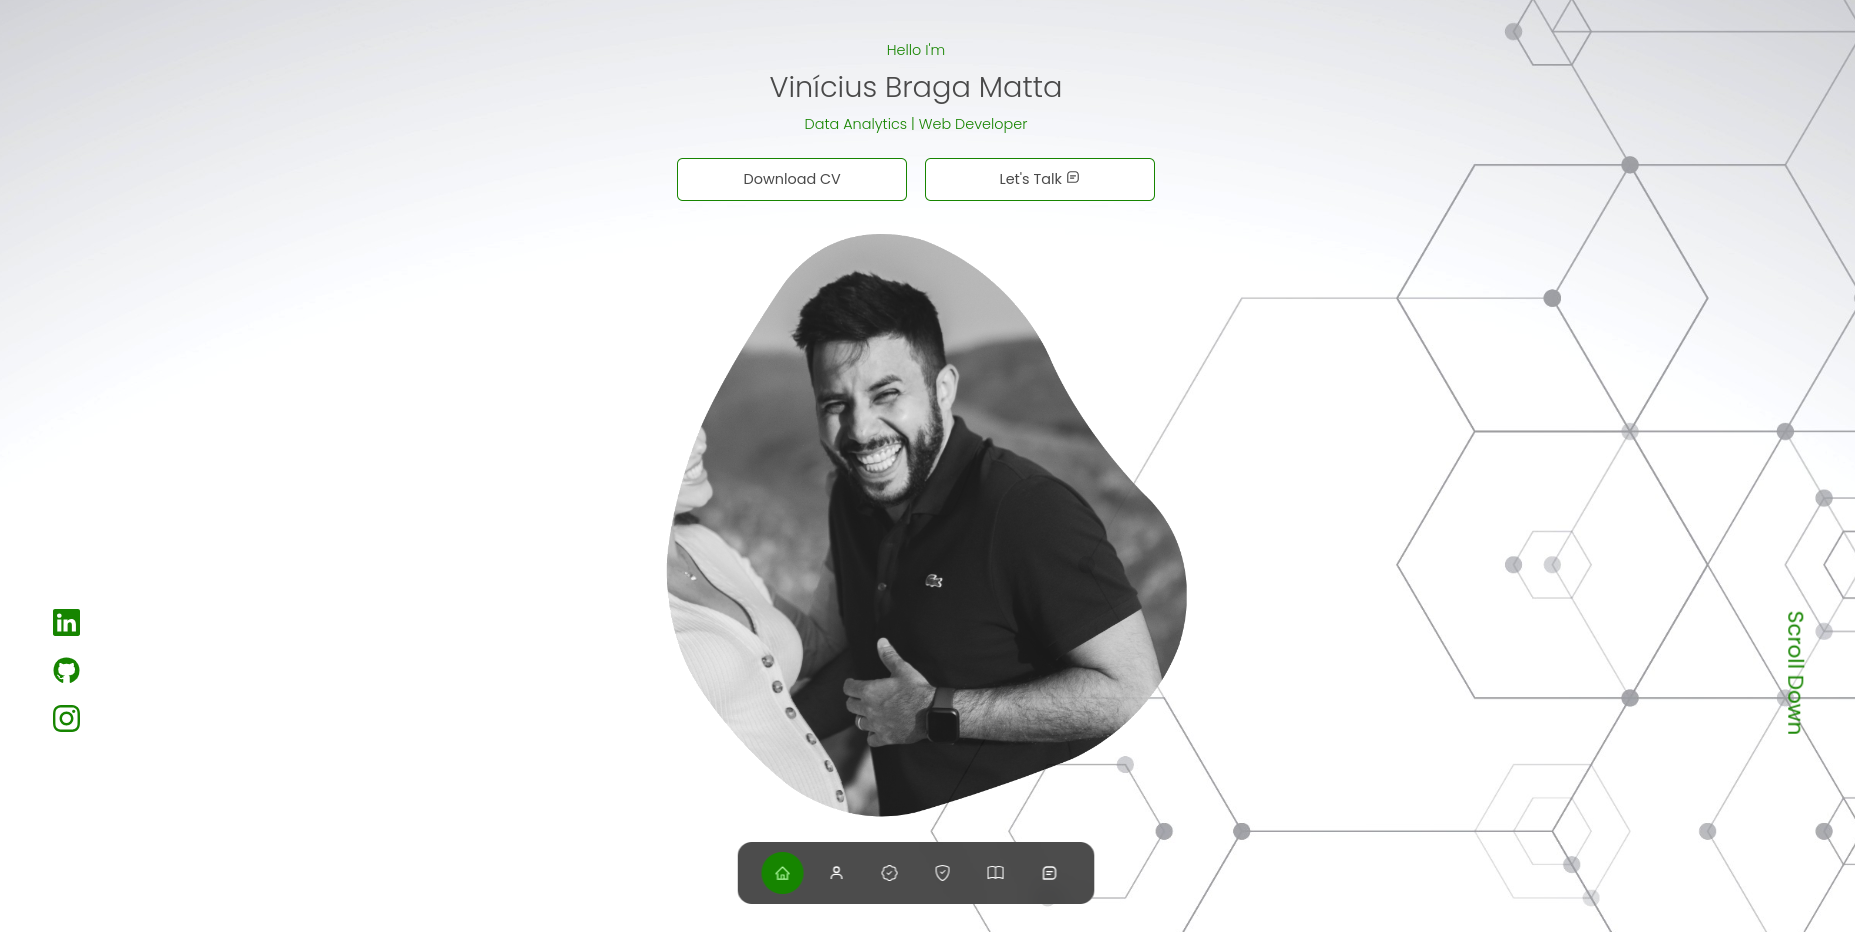 Hello I'm
Vinícius Braga Matta
Data Analytics | Web Developer
Download CV
Let's Talk
Scroll Down